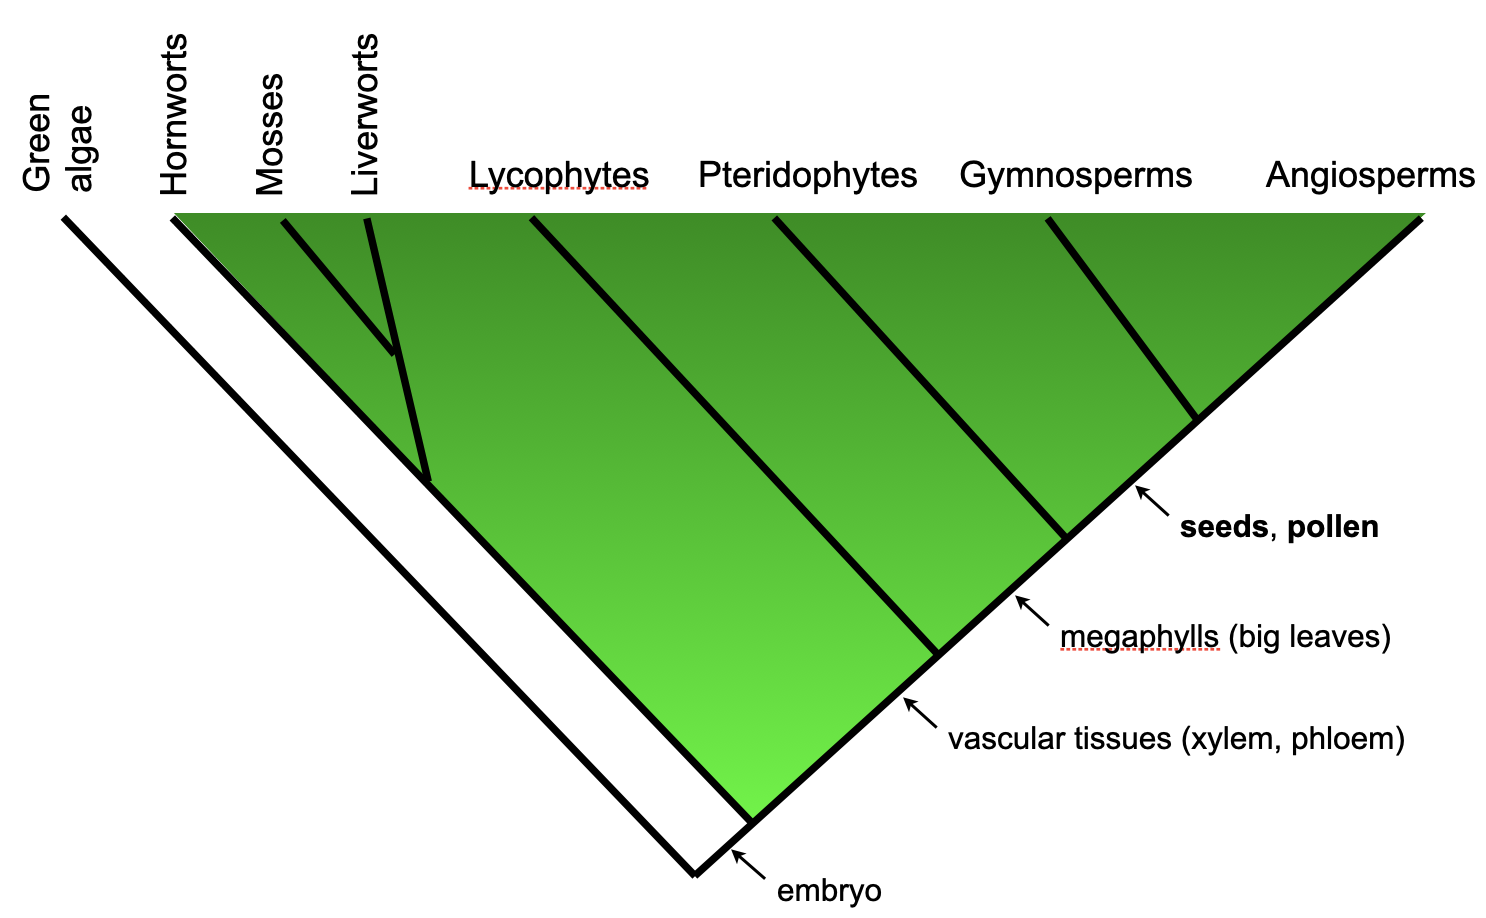 Green
algae
Hornworts
Mosses
Liverworts
Lycophytes
Pteridophytes
Gymnosperms
Angiosperms
seeds, pollen
megaphylls (big leaves)
vascular tissues (xylem, phloem)
embryo